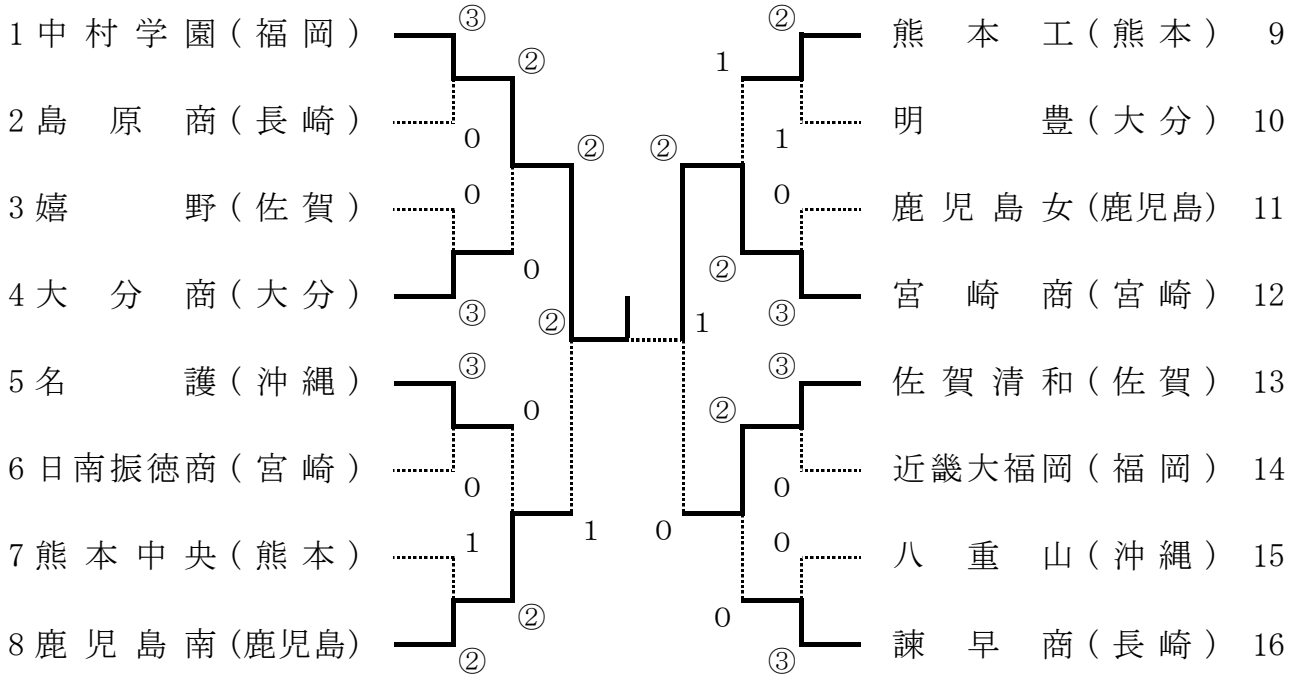 1 中村学園(福岡) ③ ② 熊本工(熊本) 9
② 1
2 島原商(長崎) 明豊(大分) 10
0 1
② ②
3 嬉野(佐賀) 0 0 鹿児島女(鹿児島) 11
0 ②
4 大分商(大分) ③ ③ 宮崎商(宮崎) 12
② 1
5 名護(沖縄) ③ ③ 佐賀清和(佐賀) 13
0 ②
6 日南振徳商(宮崎) 近畿大福岡(福岡) 14
0 0
1 0
7 熊本中央(熊本) 1 0 八重山(沖縄) 15
② 0
8 鹿児島南(鹿児島) ② ③ 諫早商(長崎) 16